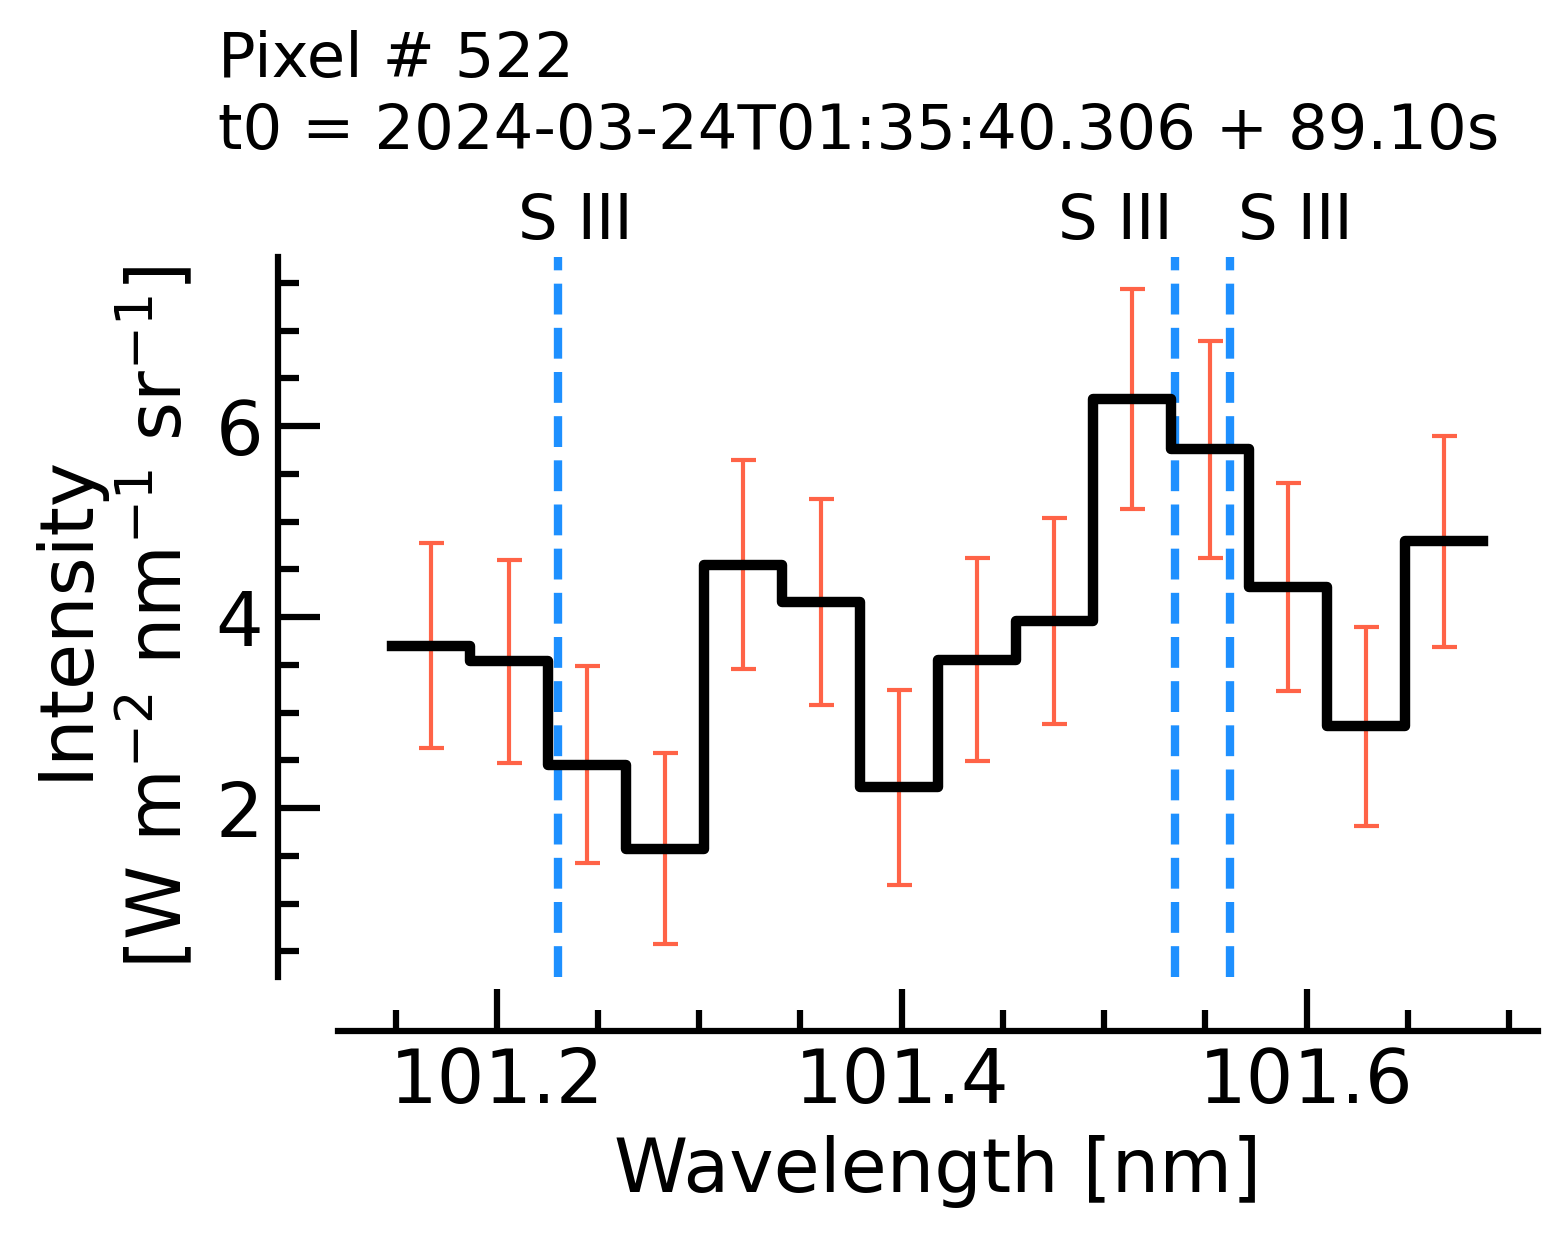 Pixel # 522
t0 = 2024-03-24T01:35:40.306 + 89.10s
S III S III S III
Intensity
[W m⁻² nm⁻¹ sr⁻¹]
6
4
2
101.2 101.4 101.6
Wavelength [nm]